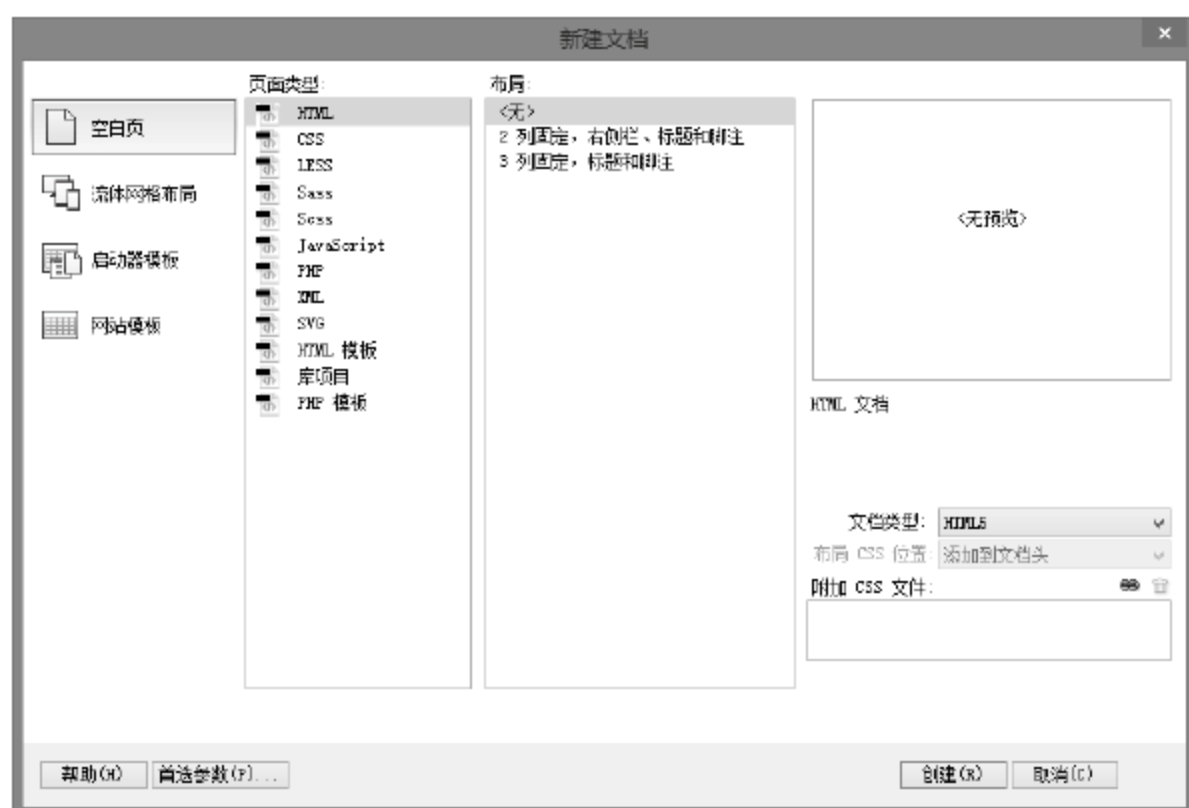 新建文档
空白页
流体网格布局
启动器模板
网站模板
页面类型:
HTML
CSS
LESS
Sass
Scss
JavaScript
PHP
XML
SVG
HTML 模板
库项目
PHP 模板
布局:
<无>
2 列固定，右侧栏、标题和脚注
3 列固定，标题和脚注
<无预览>
HTML 文档
文档类型: HTML5
布局 CSS 位置: 添加到文档头
附加 CSS 文件:
帮助(H) 首选参数(P)... 创建(R) 取消(C)